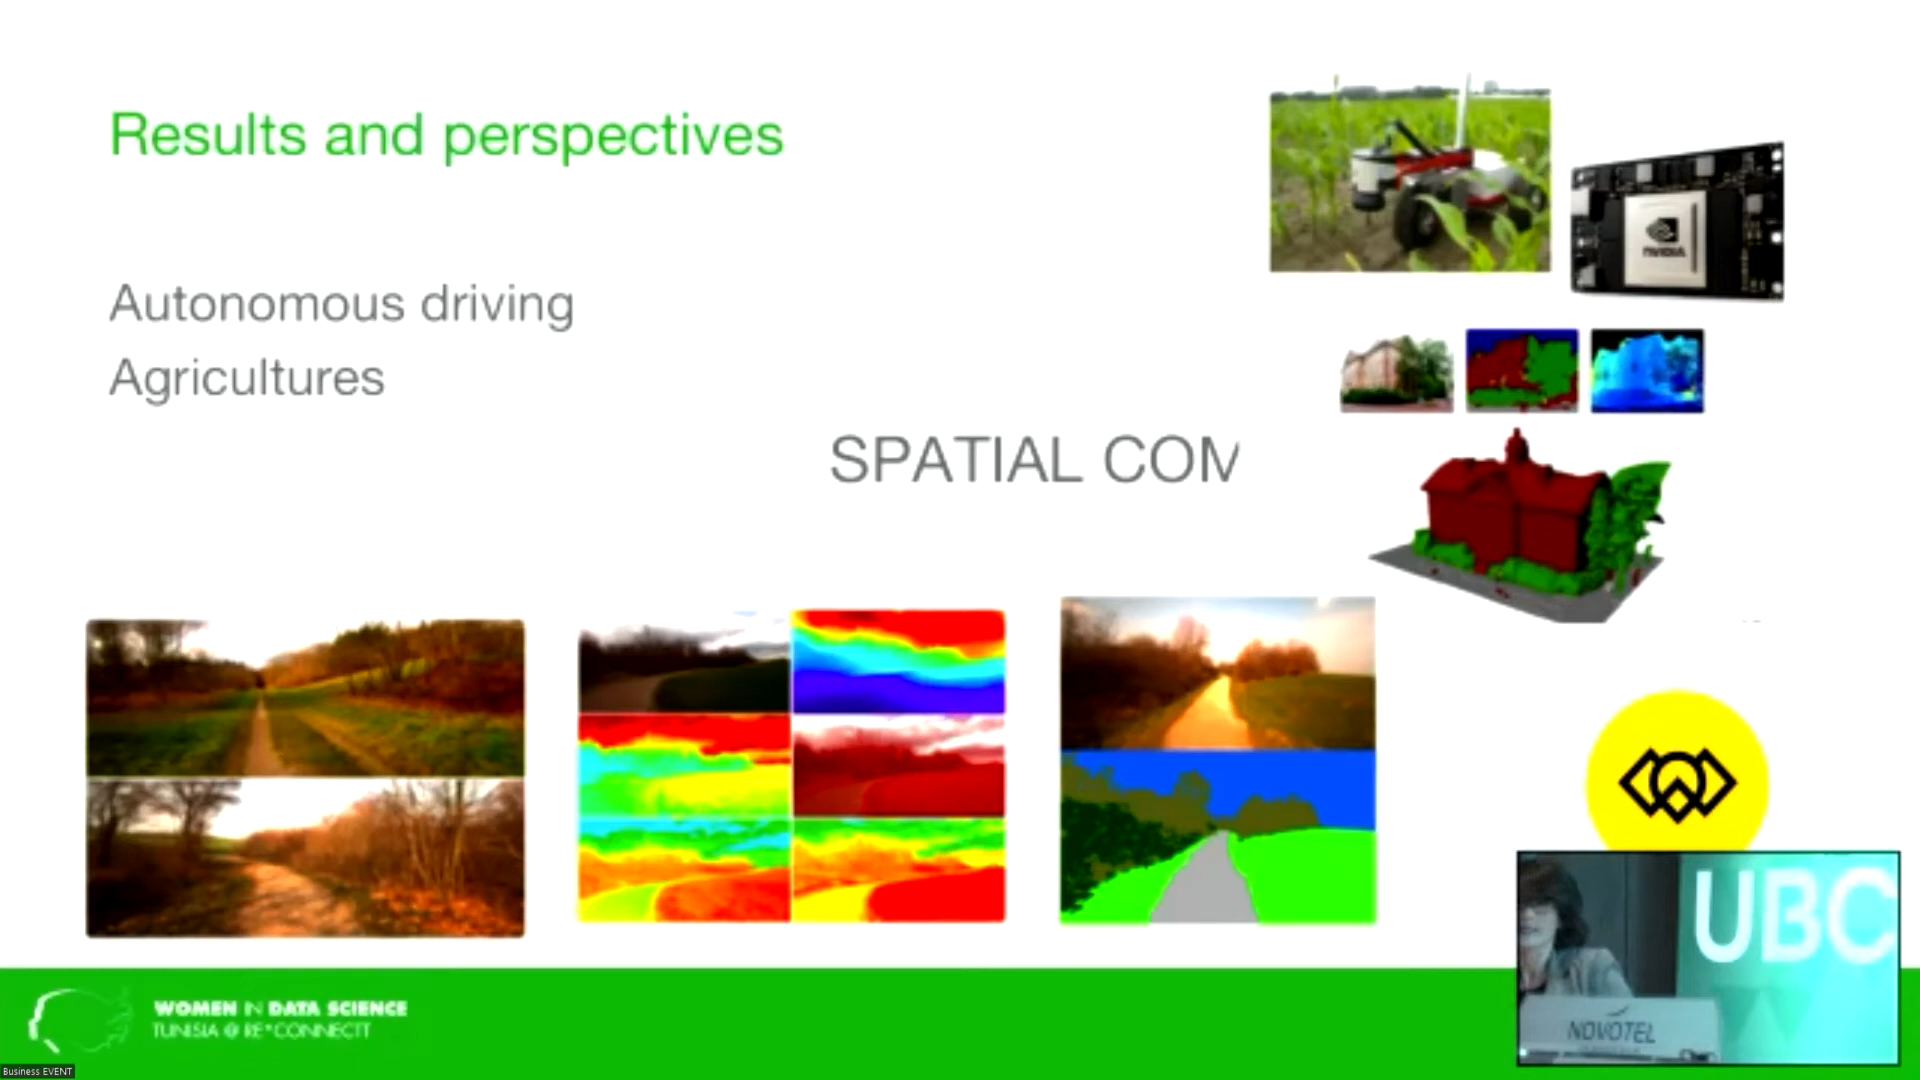 Results and perspectives
Autonomous driving
Agricultures
SPATIAL COM
NVIDIA
UBC
NOVOTEL
WOMEN IN DATA SCIENCE
TUNISIA @ RE*CONNECTT
Business EVENT